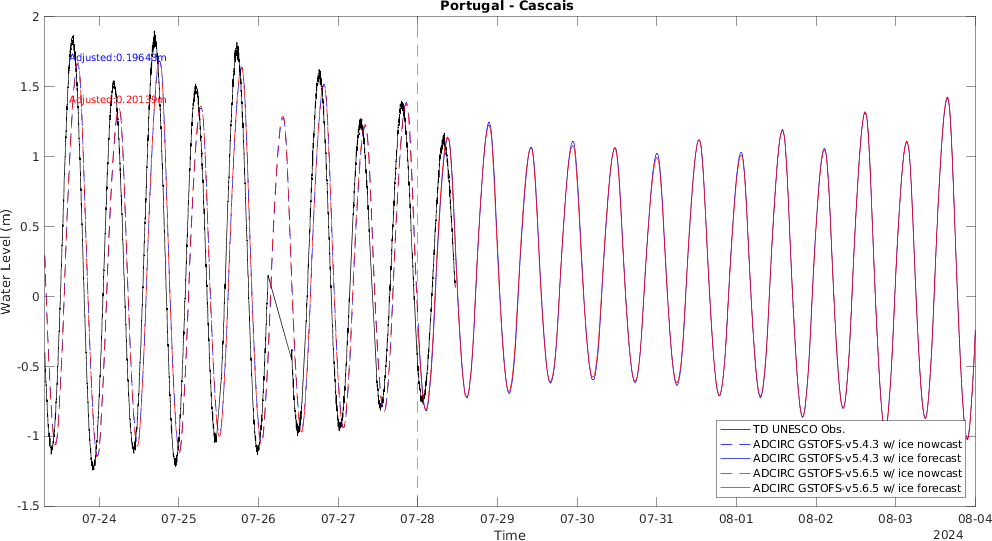 Portugal - Cascais
Adjusted:0.19649m
Adjusted:0.20139m
Water Level (m)
2
1.5
1
0.5
0
-0.5
-1
-1.5
07-24
07-25
07-26
07-27
07-28
07-29
07-30
07-31
08-01
08-02
08-03
08-04
Time
2024
TD UNESCO Obs.
ADCIRC GSTOFS-v5.4.3 w/ ice nowcast
ADCIRC GSTOFS-v5.4.3 w/ ice forecast
ADCIRC GSTOFS-v5.6.5 w/ ice nowcast
ADCIRC GSTOFS-v5.6.5 w/ ice forecast